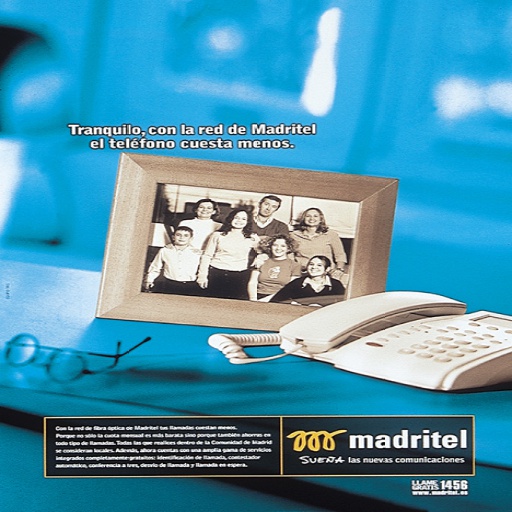 Tranquilo, con la red de Madritel
el teléfono cuesta menos.
Con la red de fibra óptica de Madritel tus llamadas cuestan menos.
Porque no sólo la cuota mensual es más barata sino porque también ahorras en
todo tipo de llamadas. Todas las que realices dentro de la Comunidad de Madrid
se consideran locales. Además, ahora cuentas con una amplia gama de servicios
integrados completamente gratuitos: identificación de llamada, contestador
automático, conferencia a tres, desvío de llamada y llamada en espera.
madritel
SUEÑA las nuevas comunicaciones
LLAME GRATIS 1456
www.madritel.es